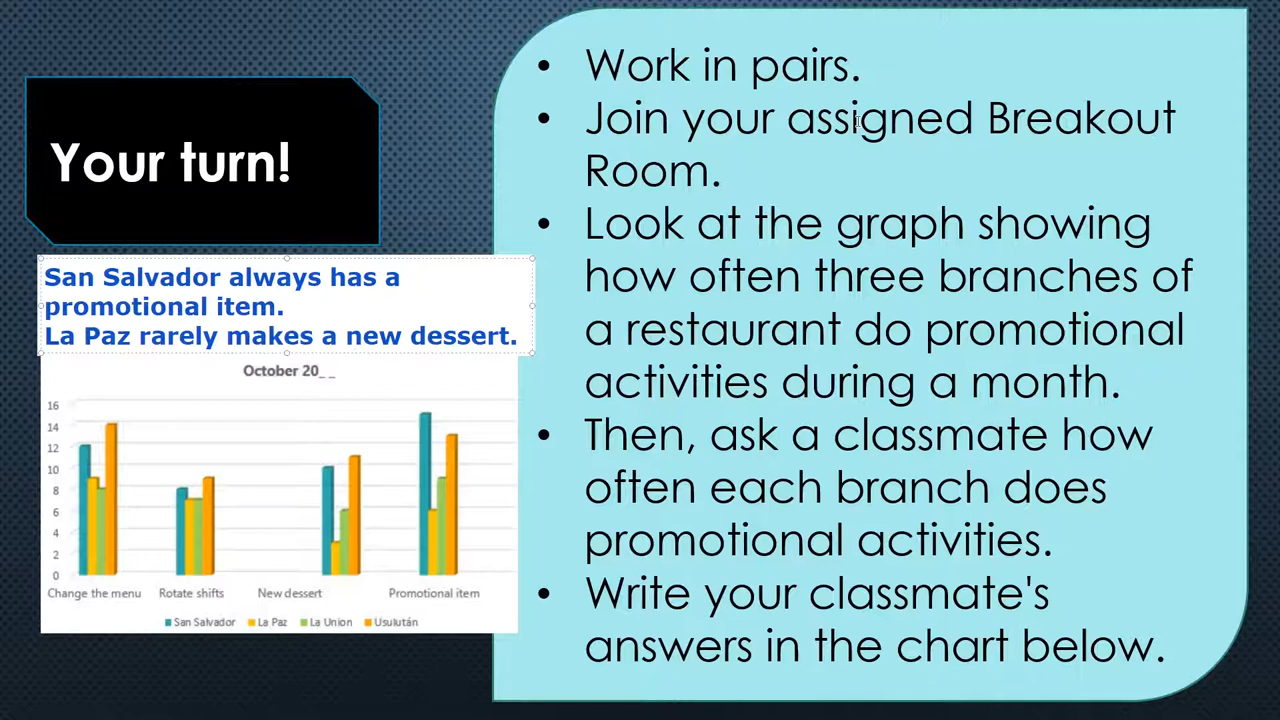 Your turn!
San Salvador always has a
promotional item.
La Paz rarely makes a new dessert.
October 20_ _
16
14
12
10
8
6
4
2
0
Change the menu
Rotate shifts
New dessert
Promotional item
San Salvador
La Paz
La Union
Usulután
• Work in pairs.
• Join your assigned Breakout
Room.
• Look at the graph showing
how often three branches of
a restaurant do promotional
activities during a month.
• Then, ask a classmate how
often each branch does
promotional activities.
• Write your classmate's
answers in the chart below.